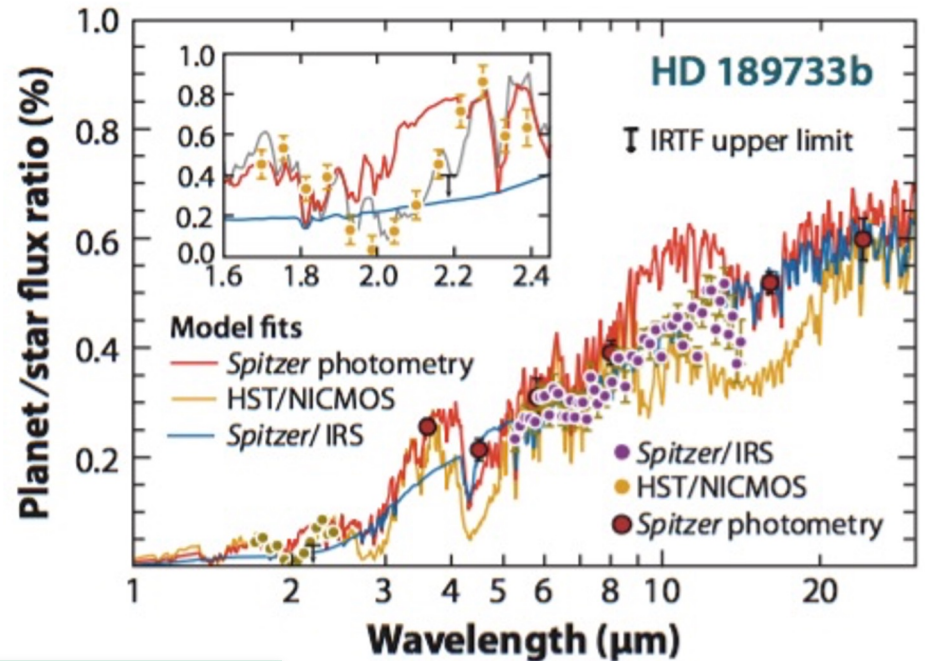 Planet/star flux ratio (%)
1.0
0.8
0.6
0.4
0.2
1.0
0.8
0.6
0.4
0.2
0.0
1.6 1.8 2.0 2.2 2.4
HD 189733b
IRTF upper limit
Model fits
Spitzer photometry
HST/NICMOS
Spitzer/ IRS
Spitzer/ IRS
HST/NICMOS
Spitzer photometry
1 2 3 4 5 6 8 10 20
Wavelength (μm)